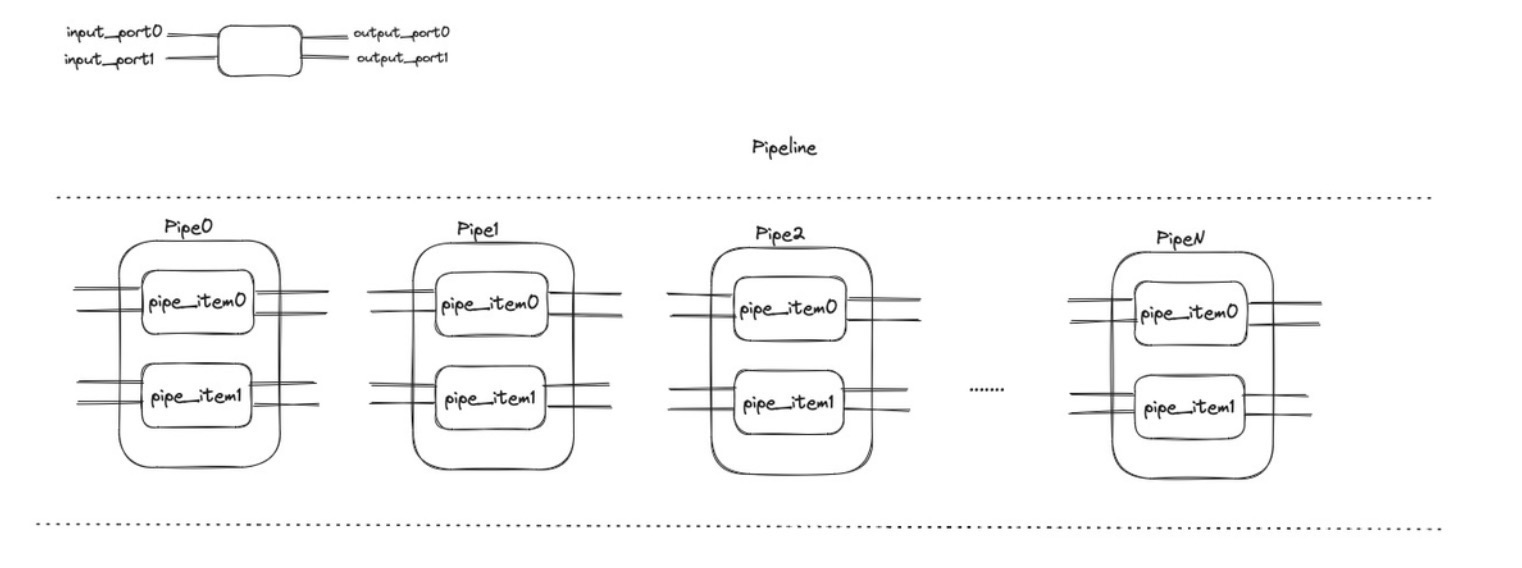 input_port0 output_port0
input_port1 output_port1
Pipeline
Pipe0 Pipe1 Pipe2 PipeN
pipe_item0 pipe_item0 pipe_item0 pipe_item0
pipe_item1 pipe_item1 pipe_item1 ....... pipe_item1